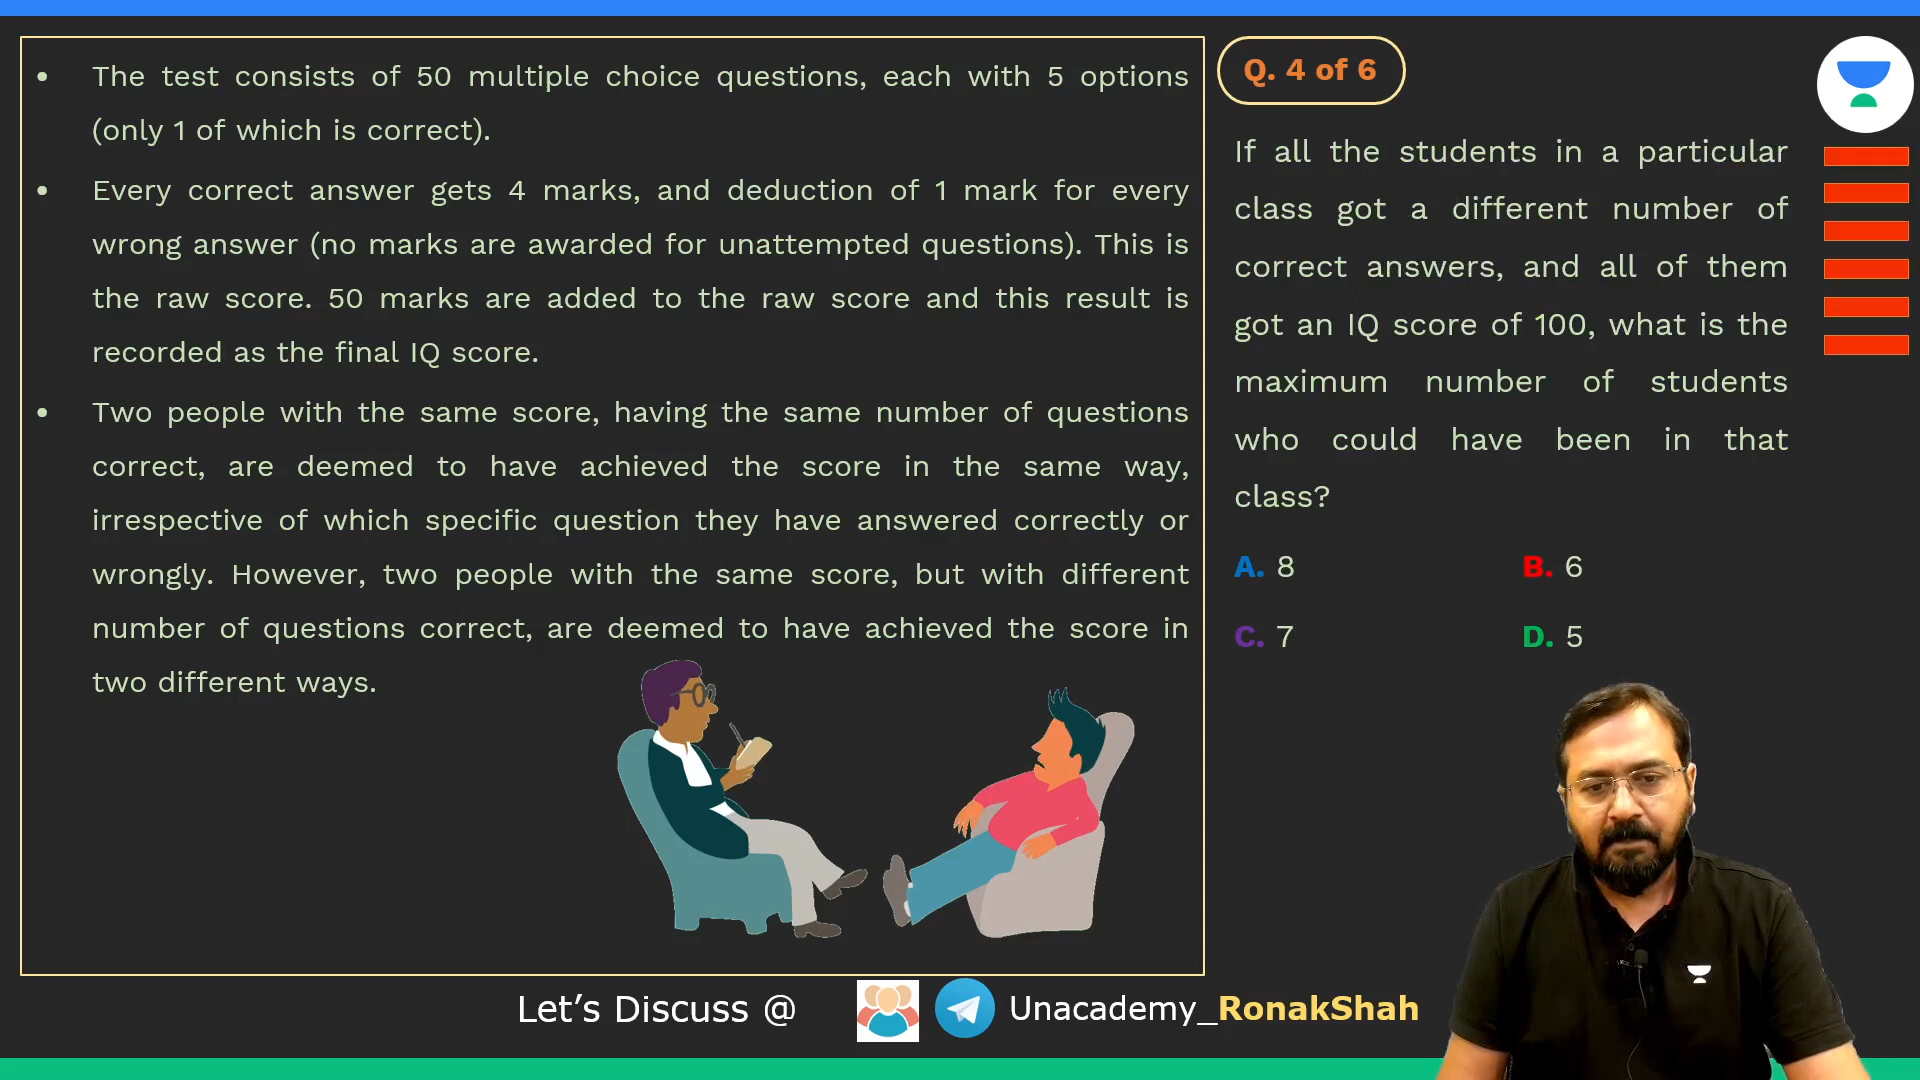 • The test consists of 50 multiple choice questions, each with 5 options
(only 1 of which is correct).
• Every correct answer gets 4 marks, and deduction of 1 mark for every
wrong answer (no marks are awarded for unattempted questions). This is
the raw score. 50 marks are added to the raw score and this result is
recorded as the final IQ score.
• Two people with the same score, having the same number of questions
correct, are deemed to have achieved the score in the same way,
irrespective of which specific question they have answered correctly or
wrongly. However, two people with the same score, but with different
number of questions correct, are deemed to have achieved the score in
two different ways.
Q. 4 of 6
If all the students in a particular
class got a different number of
correct answers, and all of them
got an IQ score of 100, what is the
maximum number of students
who could have been in that
class?
A. 8
B. 6
C. 7
D. 5
Let’s Discuss @
Unacademy_RonakShah